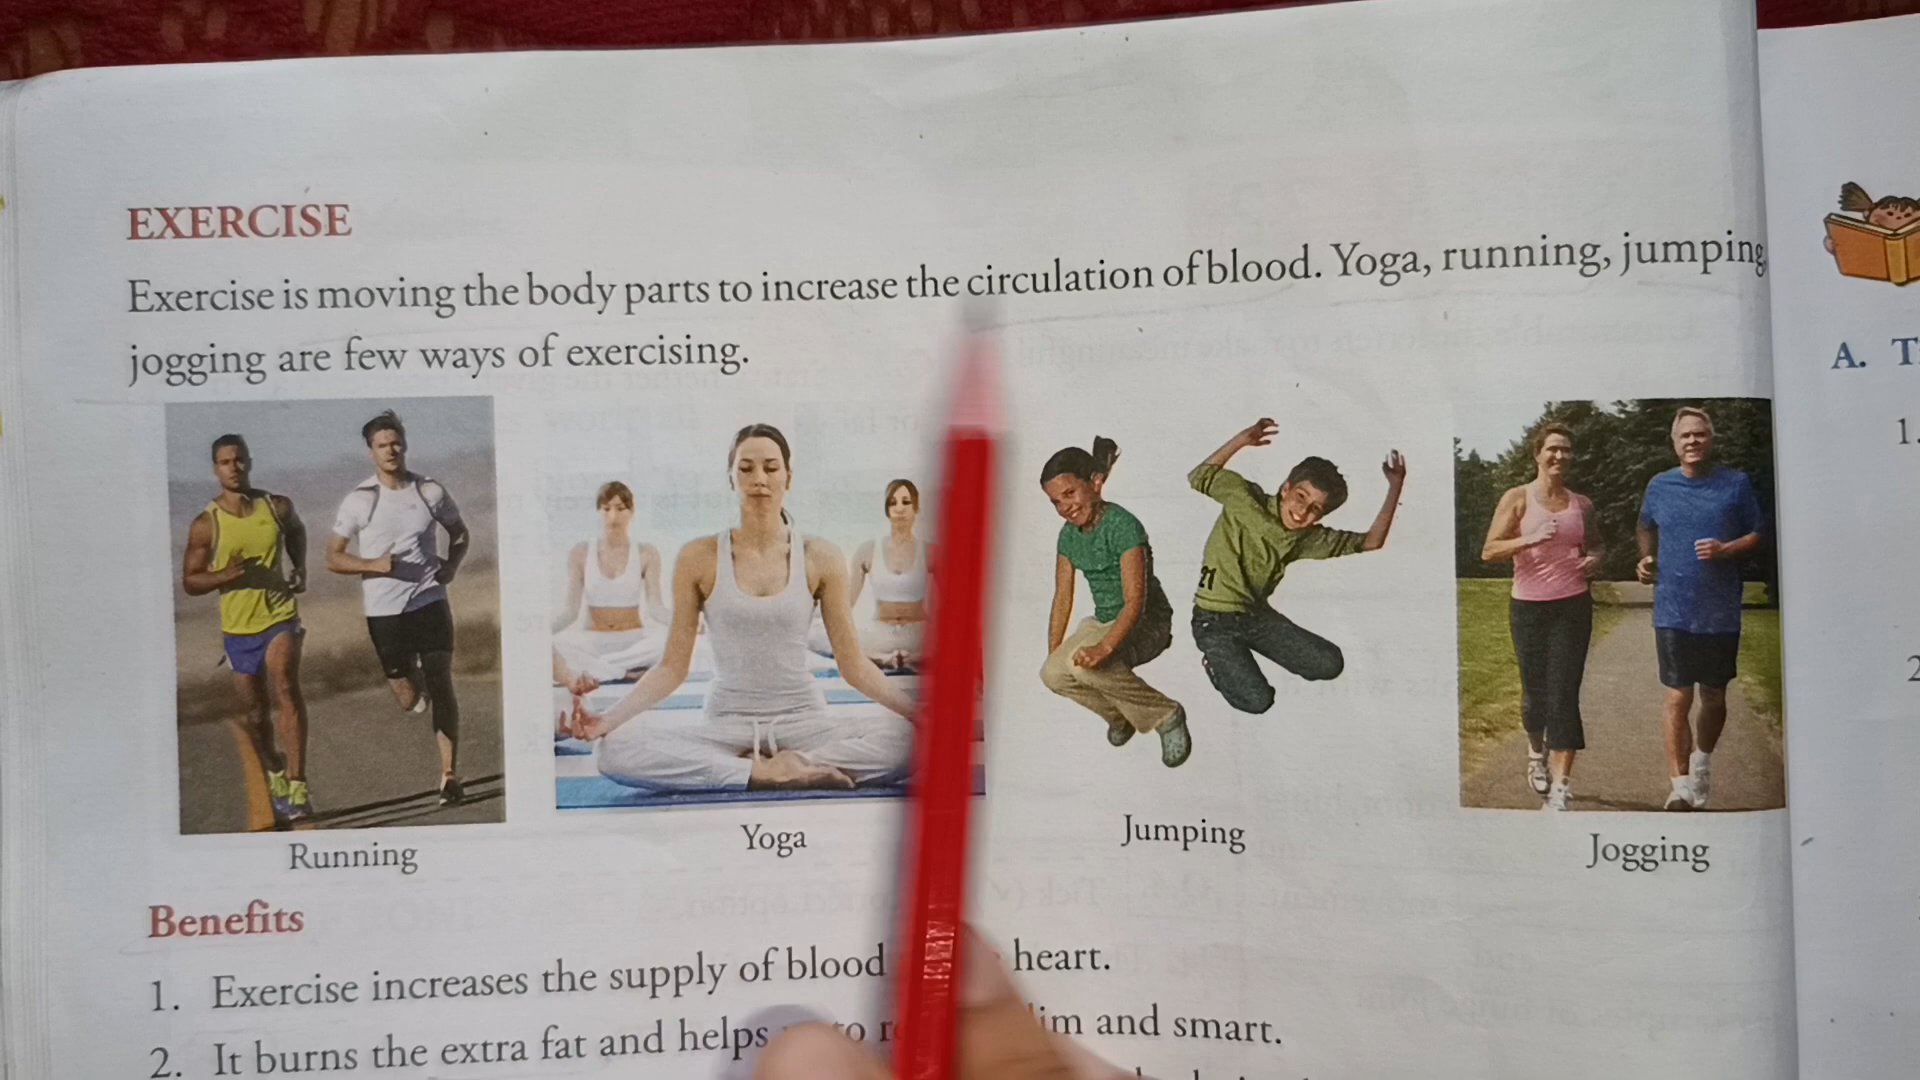 EXERCISE
Exercise is moving the body parts to increase the circulation of blood. Yoga, running, jumping
jogging are few ways of exercising.
21
Running
Yoga
Jumping
Jogging
Benefits
1. Exercise increases the supply of blood heart.
2. It burns the extra fat and helps and smart.
A. T
1.
2